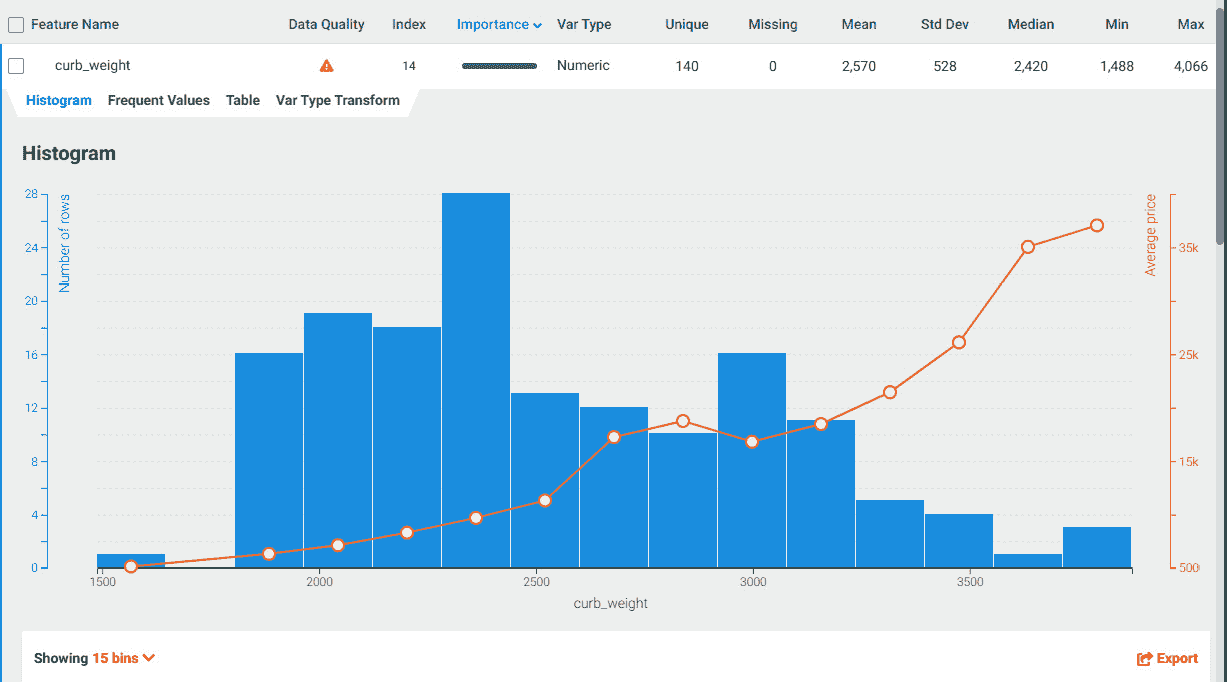 Feature Name Data Quality Index Importance Var Type Unique Missing Mean Std Dev Median Min Max
curb_weight 14 Numeric 140 0 2,570 528 2,420 1,488 4,066
Histogram Frequent Values Table Var Type Transform
Histogram
Number of rows
28
24
20
16
12
8
4
0
Average price
35k
25k
15k
500
1500 2000 2500 3000 3500
curb_weight
Showing 15 bins Export